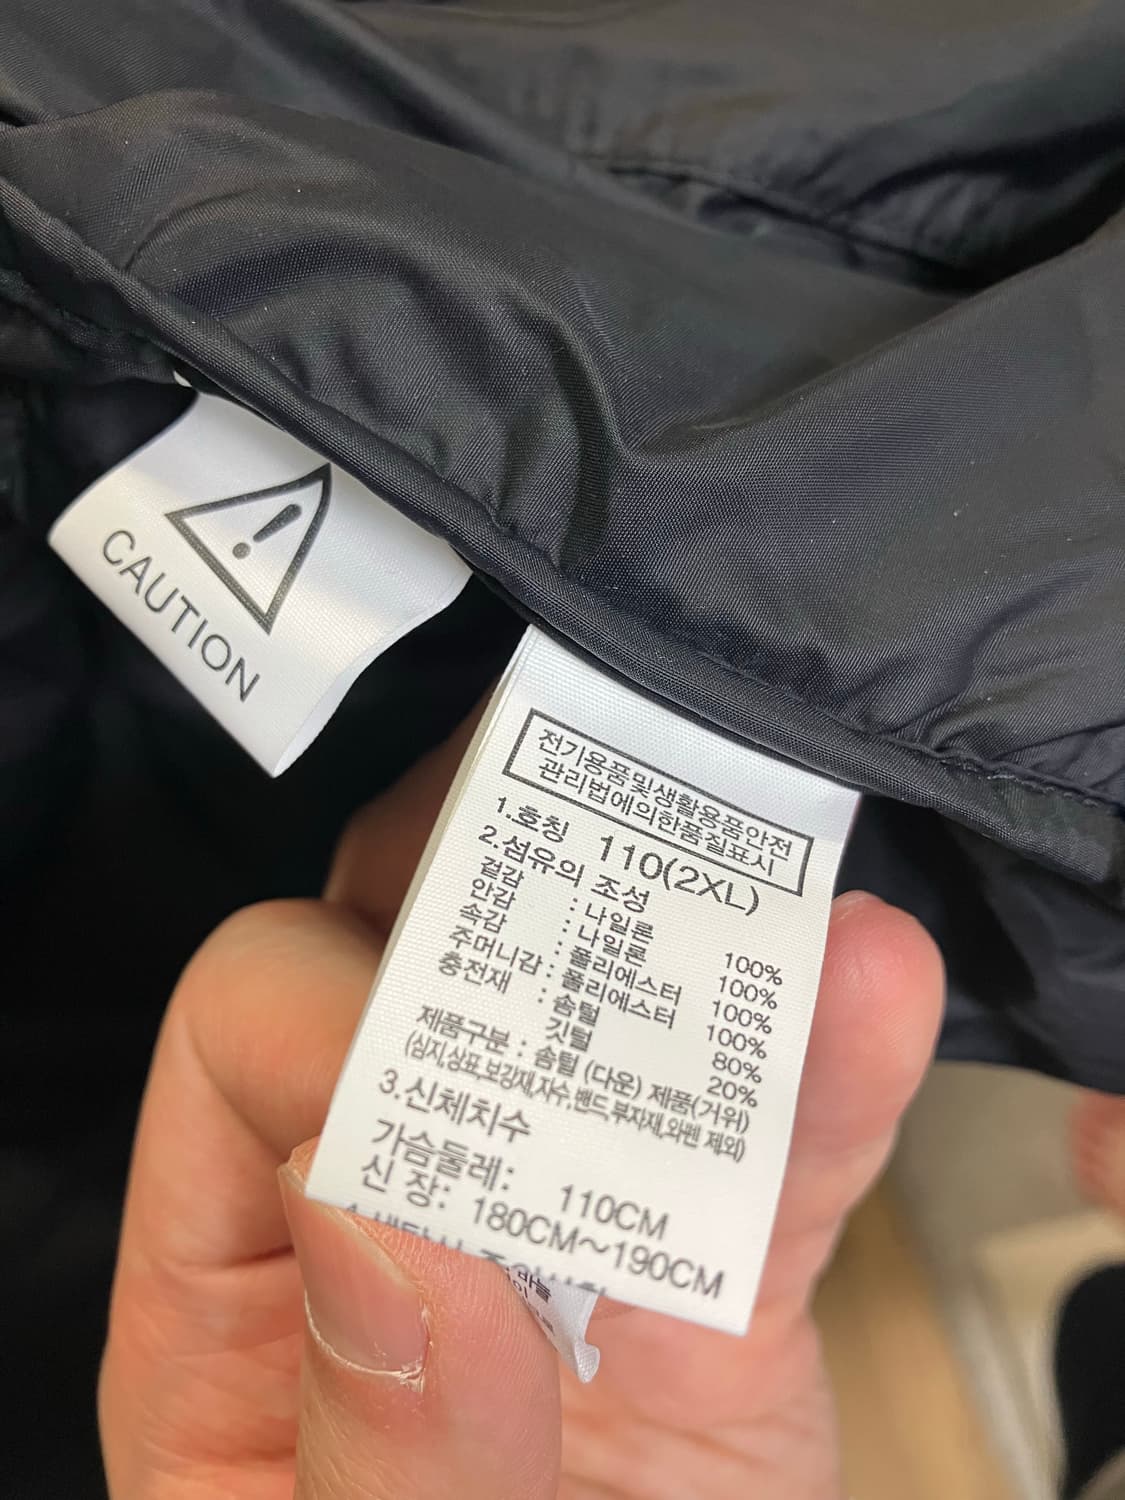 CAUTION
전기용품및생활용품안전
관리법에의한품질표시
1.호칭 110(2XL)
2.섬유의 조성
겉감 : 나일론 100%
안감 : 나일론 100%
속감 : 폴리에스터 100%
주머니감 : 폴리에스터 100%
충전재 : 솜털 80%
깃털 20%
제품구분 : 솜털 (다운) 제품(거위)
(심지,상표,보강재,자수,밴드,부자재,와펜 제외)
3.신체치수
가슴둘레: 110CM
신 장: 180CM~190CM
바늘